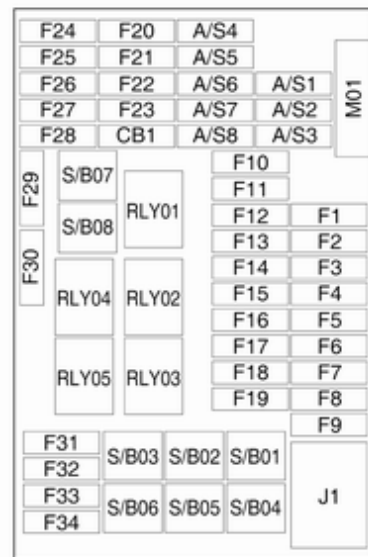 F24 F20 A/S4
F25 F21 A/S5
F26 F22 A/S6 A/S1
F27 F23 A/S7 A/S2
F28 CB1 A/S8 A/S3
M01
F29
F30
S/B07
S/B08
RLY01
RLY04 RLY02
RLY05 RLY03
F10
F11
F12 F1
F13 F2
F14 F3
F15 F4
F16 F5
F17 F6
F18 F7
F19 F8
F9
F31
F32
F33
F34
S/B03 S/B02 S/B01
S/B06 S/B05 S/B04
J1